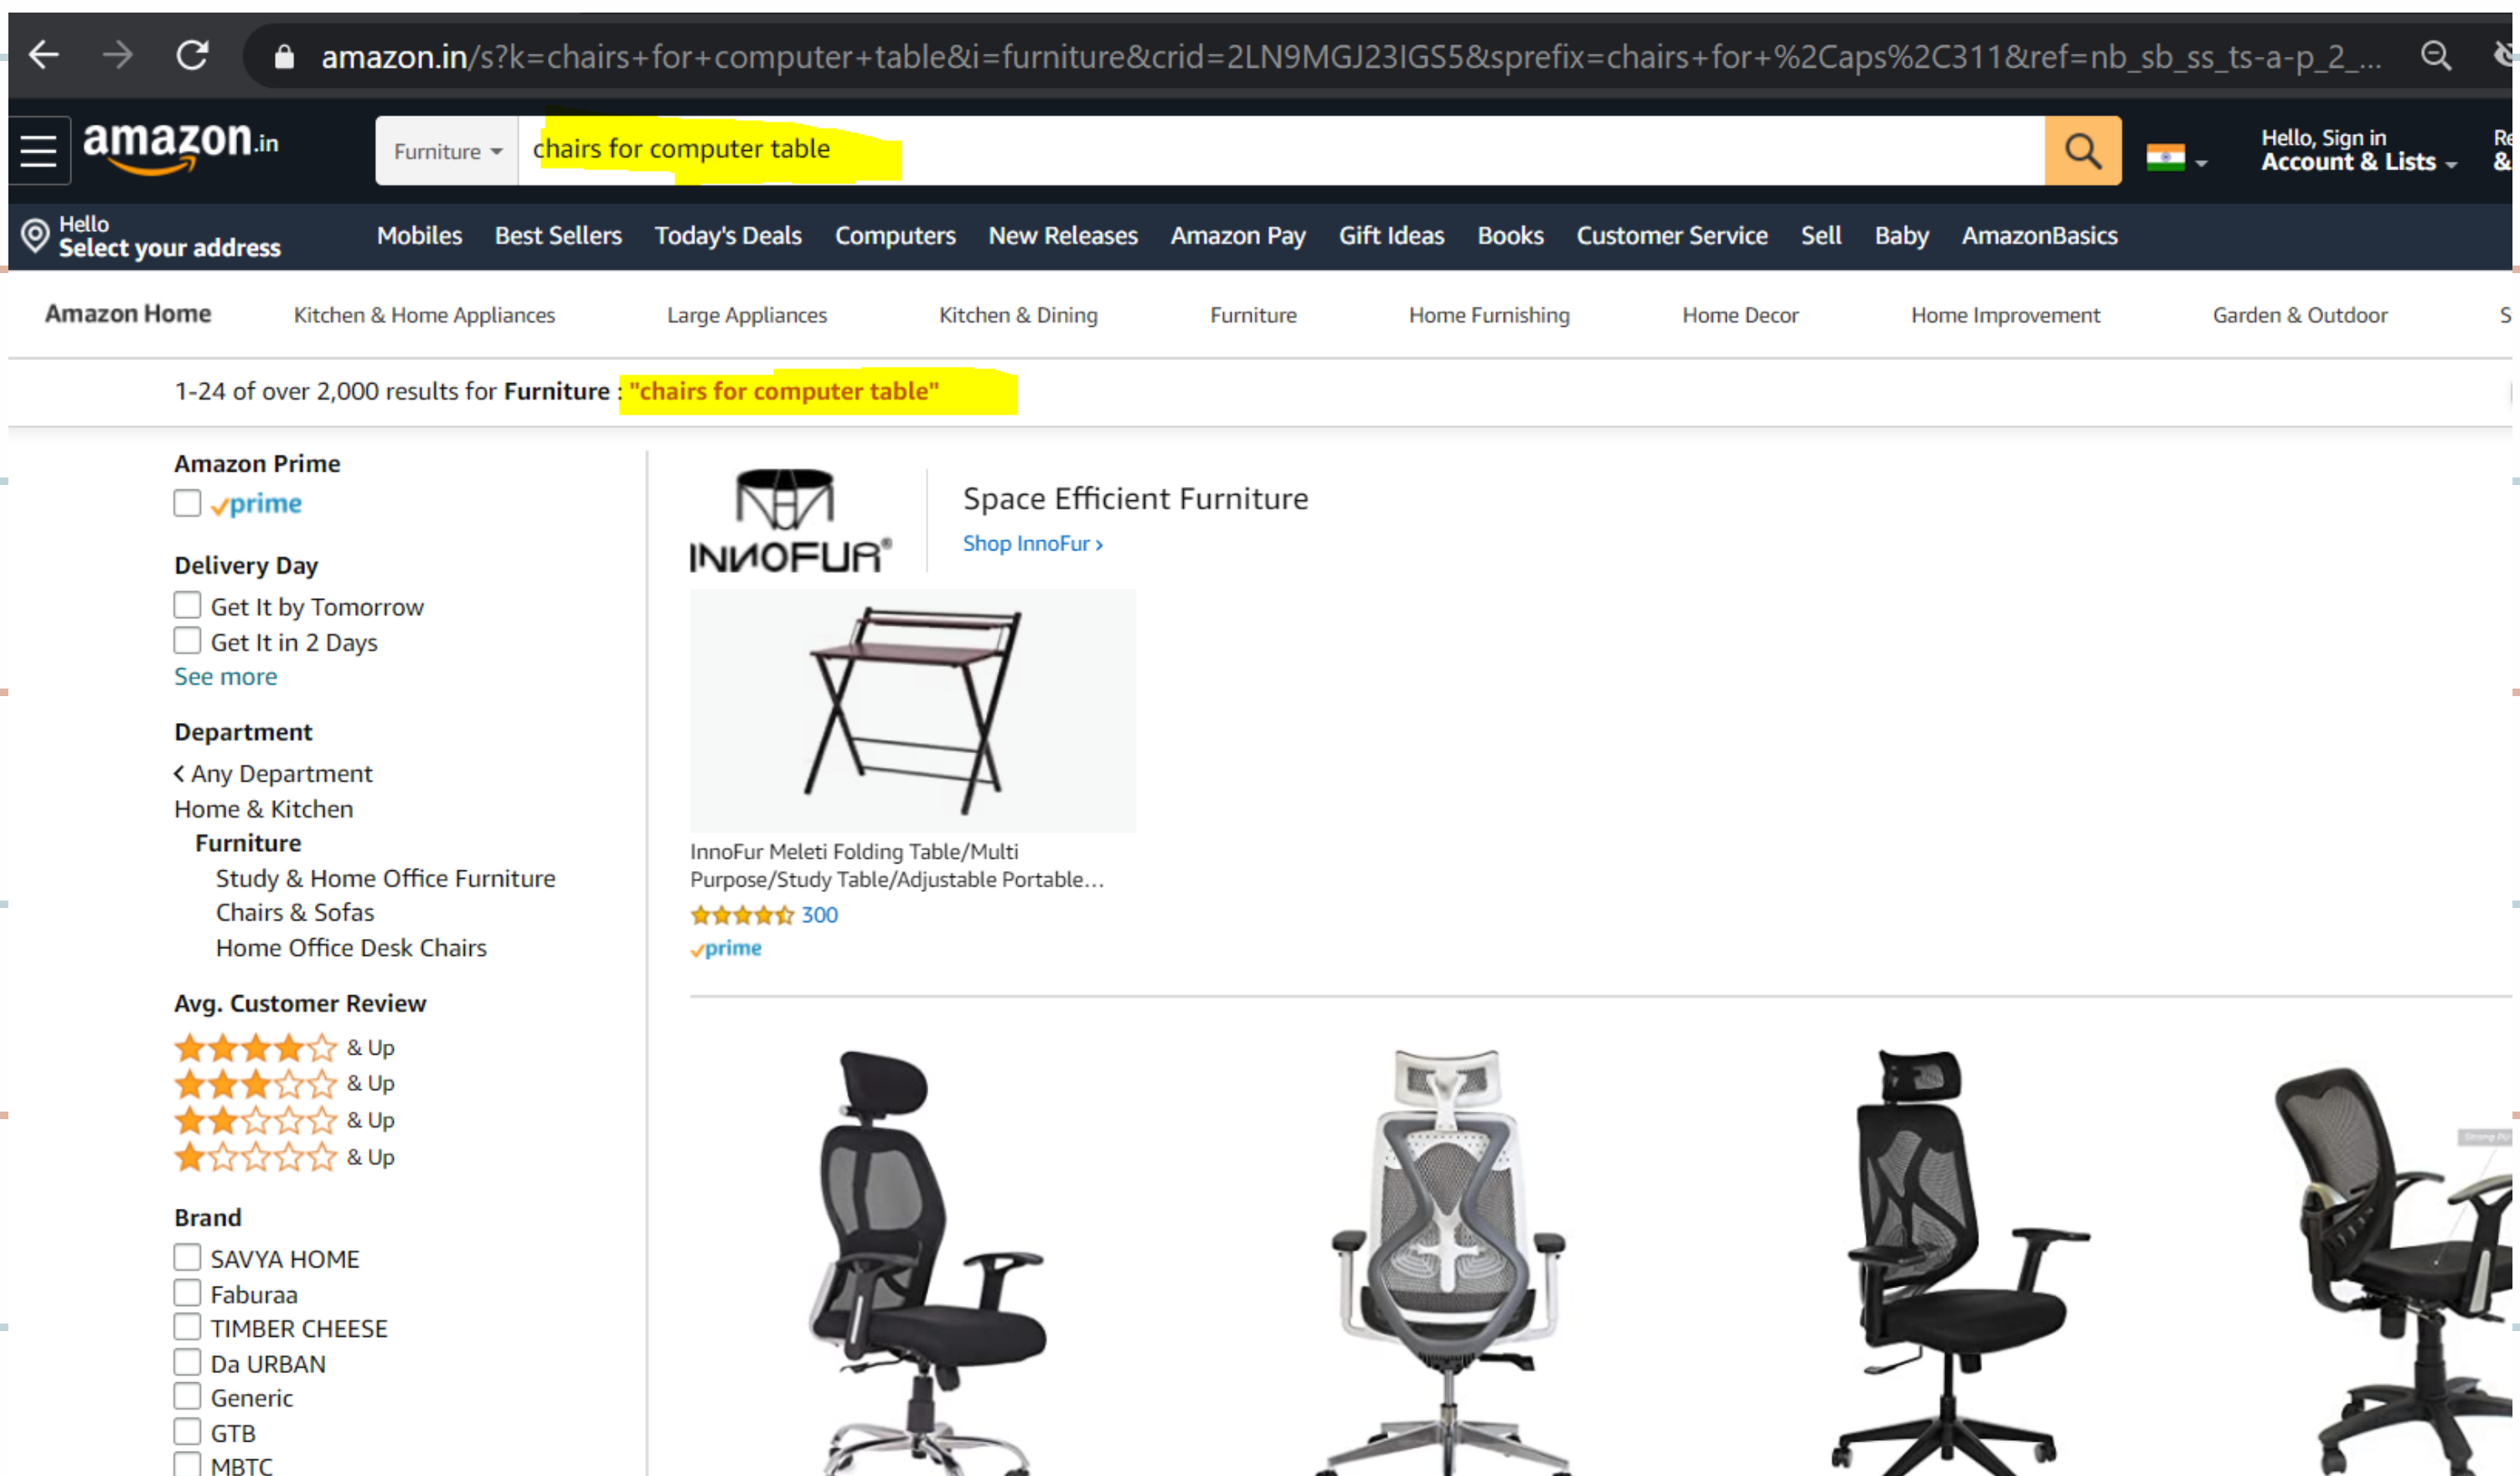 amazon.in/s?k=chairs+for+computer+table&i=furniture&crid=2LN9MGJ23IGS5&sprefix=chairs+for+%2Caps%2C311&ref=nb_sb_ss_ts-a-p_2_...
amazon.in
Furniture
chairs for computer table
Hello, Sign in
Account & Lists
&
Hello
Select your address
Mobiles Best Sellers Today's Deals Computers New Releases Amazon Pay Gift Ideas Books Customer Service Sell Baby AmazonBasics
Amazon Home Kitchen & Home Appliances Large Appliances Kitchen & Dining Furniture Home Furnishing Home Decor Home Improvement Garden & Outdoor
1-24 of over 2,000 results for Furniture : "chairs for computer table"
Amazon Prime
prime
Delivery Day
Get It by Tomorrow
Get It in 2 Days
See more
Department
< Any Department
Home & Kitchen
Furniture
Study & Home Office Furniture
Chairs & Sofas
Home Office Desk Chairs
Avg. Customer Review
& Up
& Up
& Up
& Up
Brand
SAVYA HOME
Faburaa
TIMBER CHEESE
Da URBAN
Generic
GTB
MBTC
INNOFUR®
Space Efficient Furniture
Shop InnoFur ›
InnoFur Meleti Folding Table/Multi
Purpose/Study Table/Adjustable Portable...
300
prime